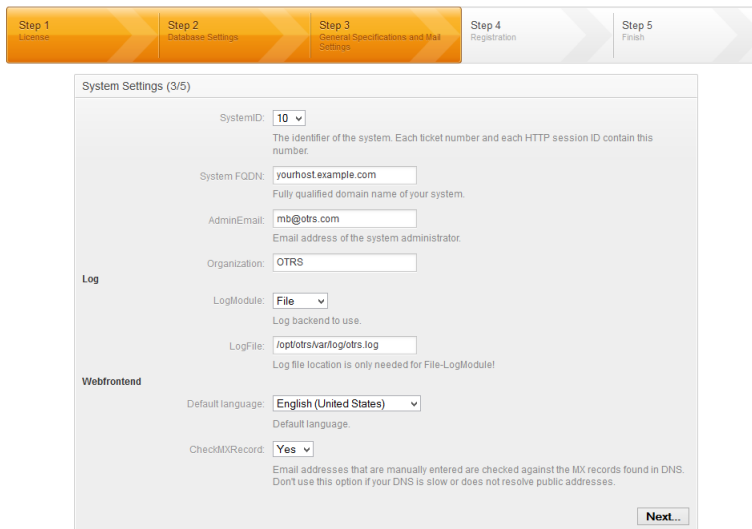 Step 1
License
Step 2
Database Settings
Step 3
General Specifications and Mail
Settings
Step 4
Registration
Step 5
Finish
System Settings (3/5)
SystemID: 10
The identifier of the system. Each ticket number and each HTTP session ID contain this
number.
System FQDN: yourhost.example.com
Fully qualified domain name of your system.
AdminEmail: mb@otrs.com
Email address of the system administrator.
Organization: OTRS
Log
LogModule: File
Log backend to use.
LogFile: /opt/otrs/var/log/otrs.log
Log file location is only needed for File-LogModule!
Webfrontend
Default language: English (United States)
Default language.
CheckMXRecord: Yes
Email addresses that are manually entered are checked against the MX records found in DNS.
Don't use this option if your DNS is slow or does not resolve public addresses.
Next...